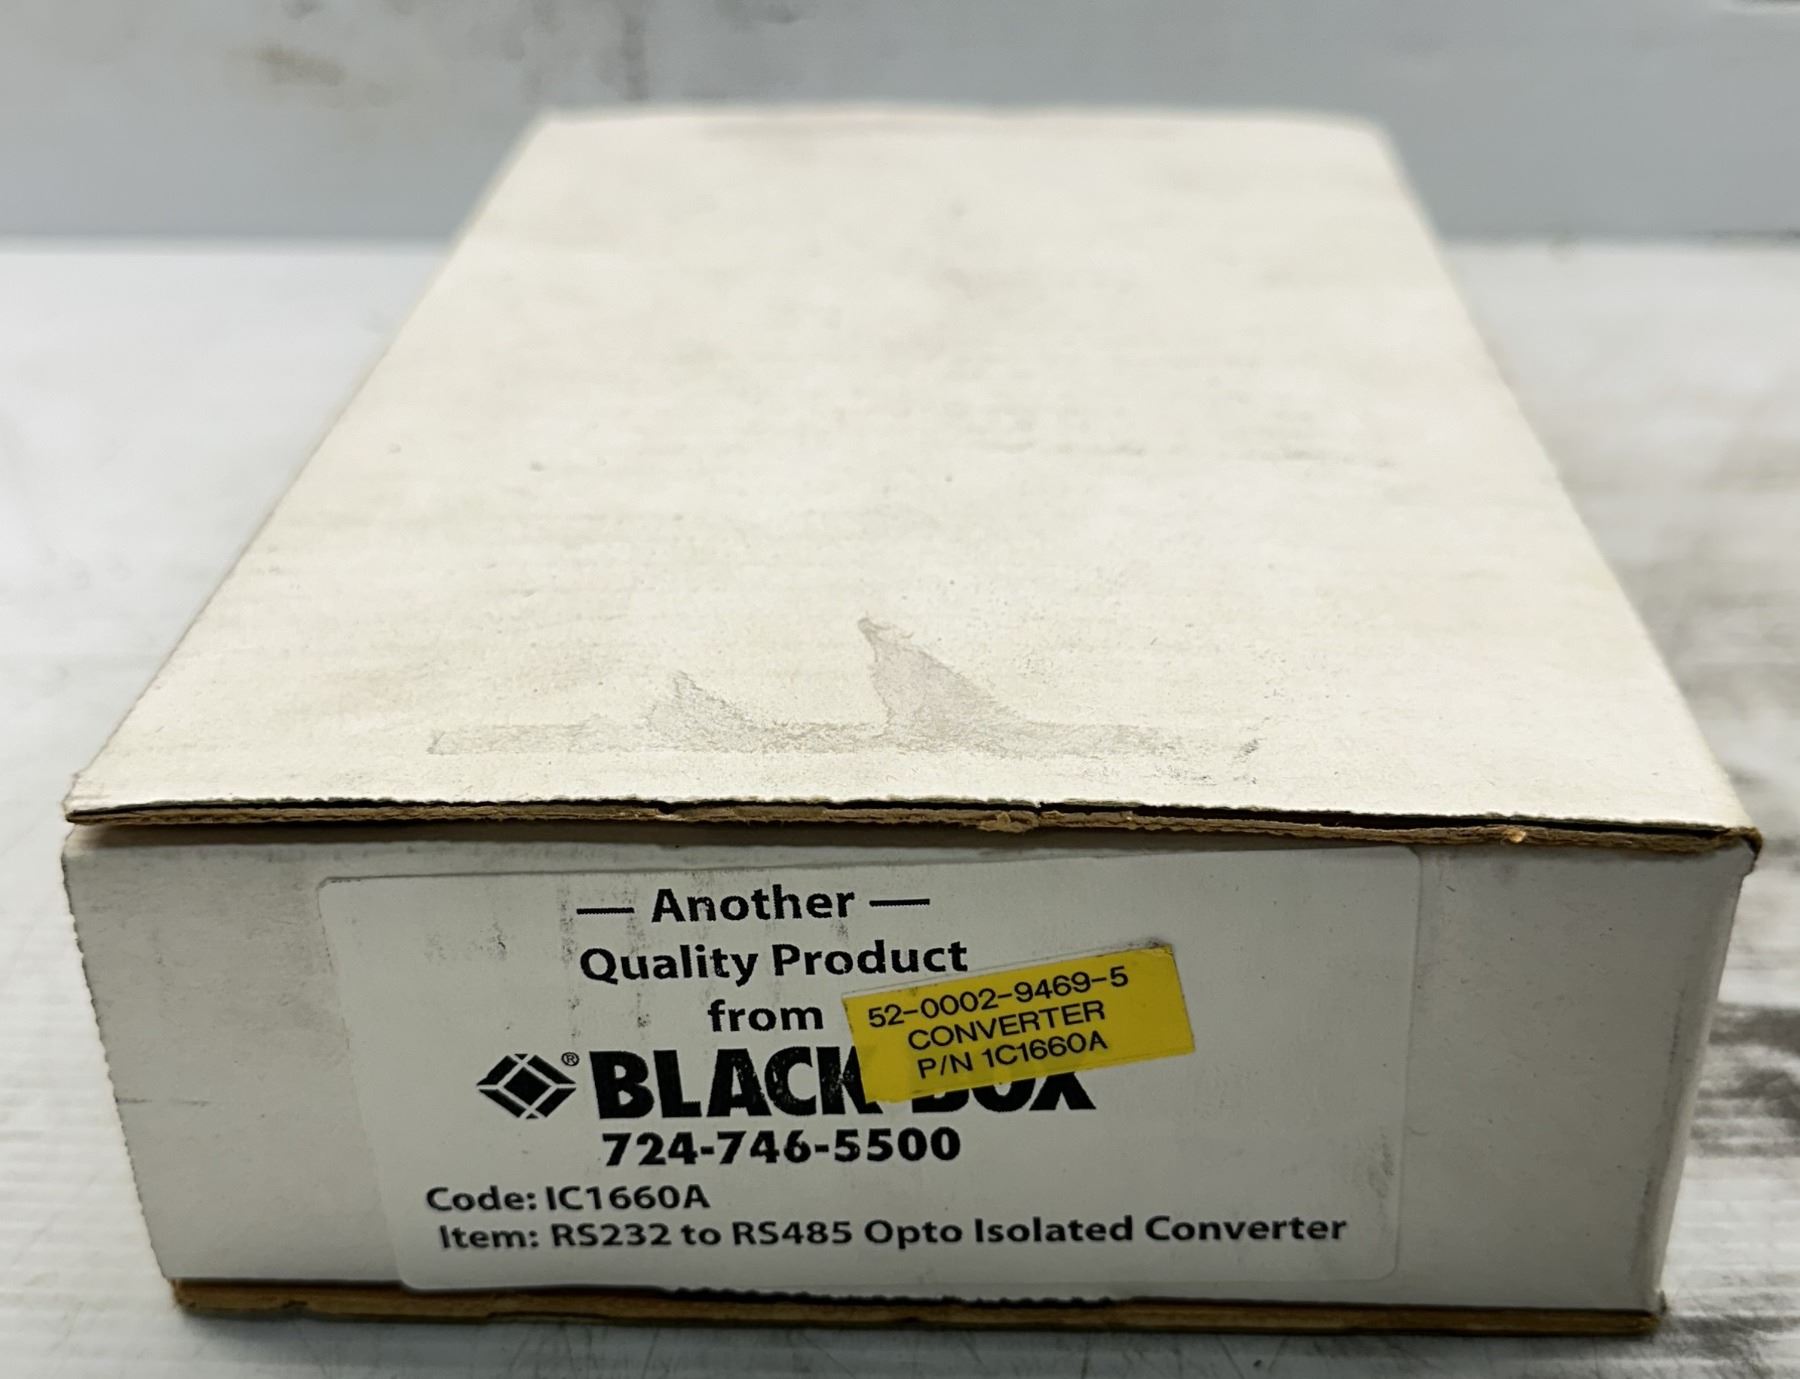 — Another —
Quality Product
from
® BLACK BOX
724-746-5500
Code: IC1660A
Item: RS232 to RS485 Opto Isolated Converter
52-0002-9469-5
CONVERTER
P/N 1C1660A